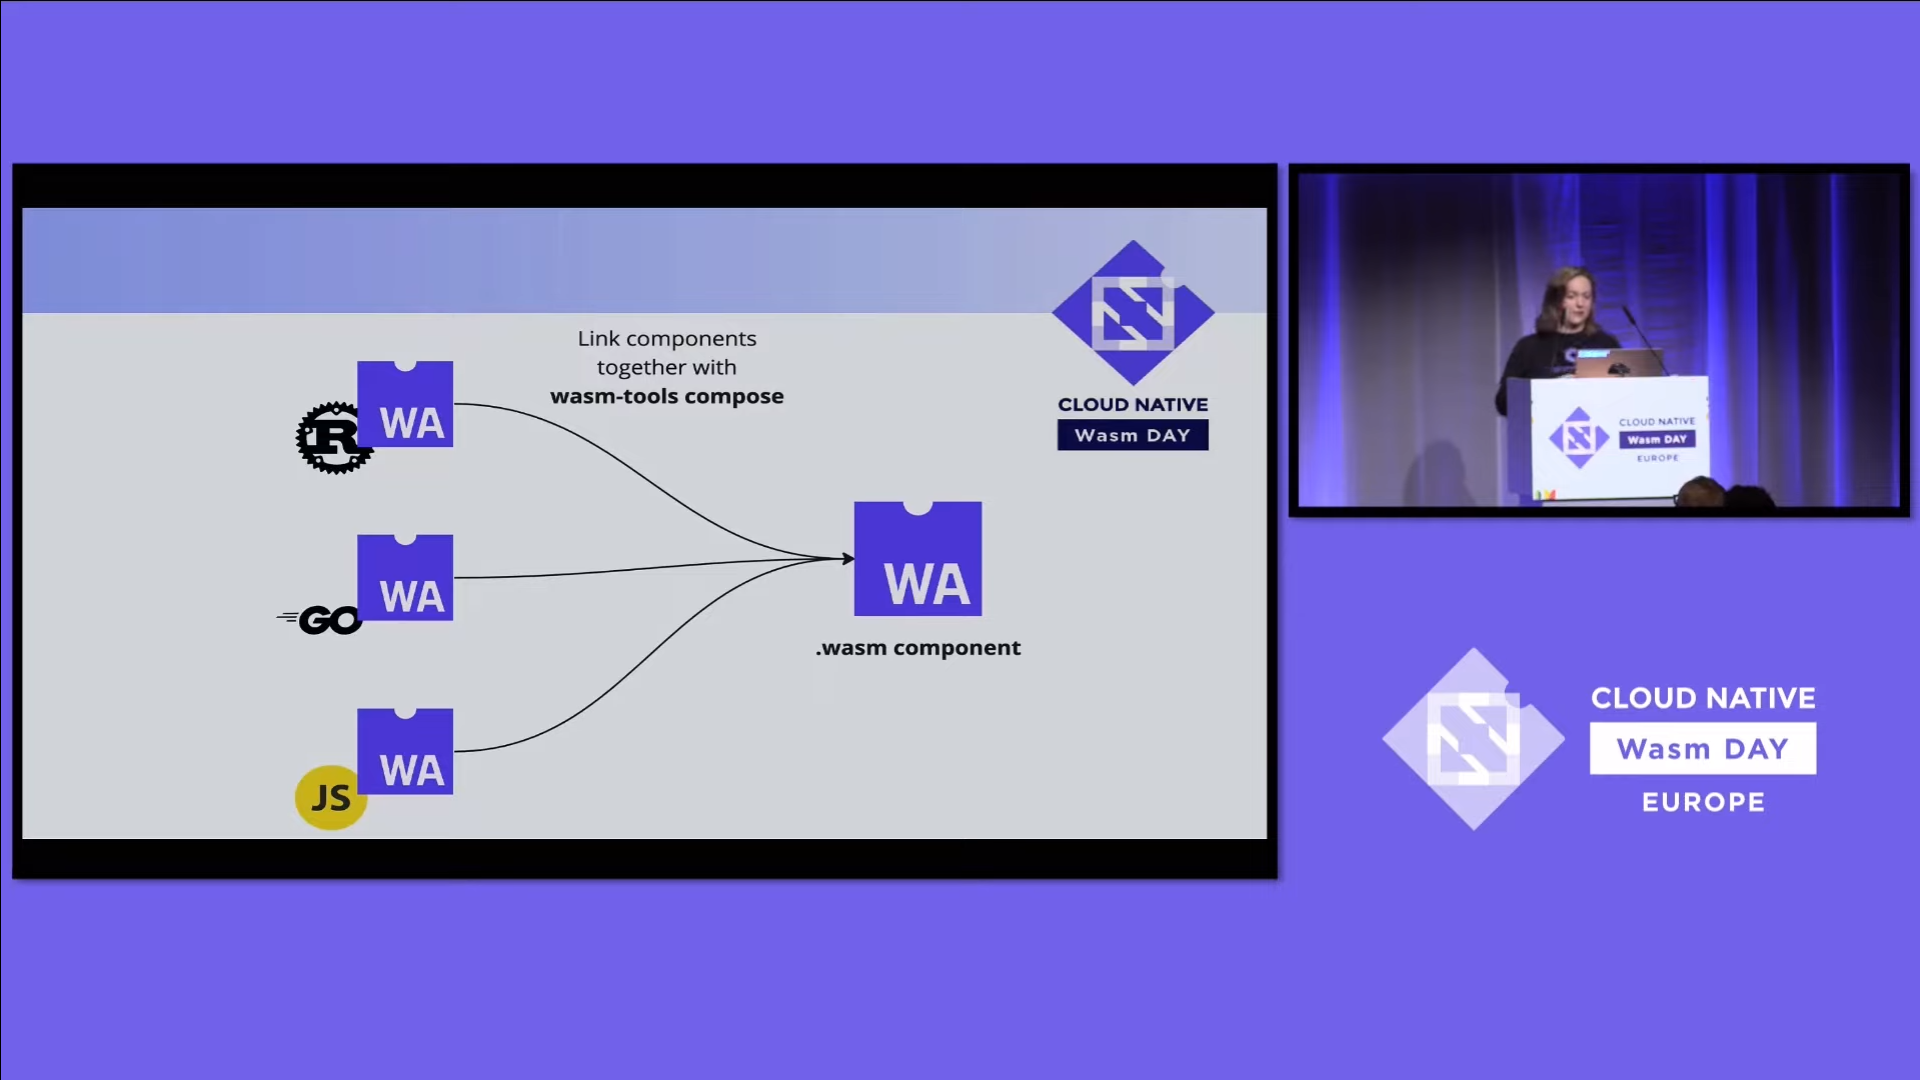 Link components
together with
wasm-tools compose
CLOUD NATIVE
Wasm DAY
R
WA
WA
.wasm component
GO
WA
JS
WA
CLOUD NATIVE
Wasm DAY
EUROPE
CLOUD NATIVE
Wasm DAY
EUROPE